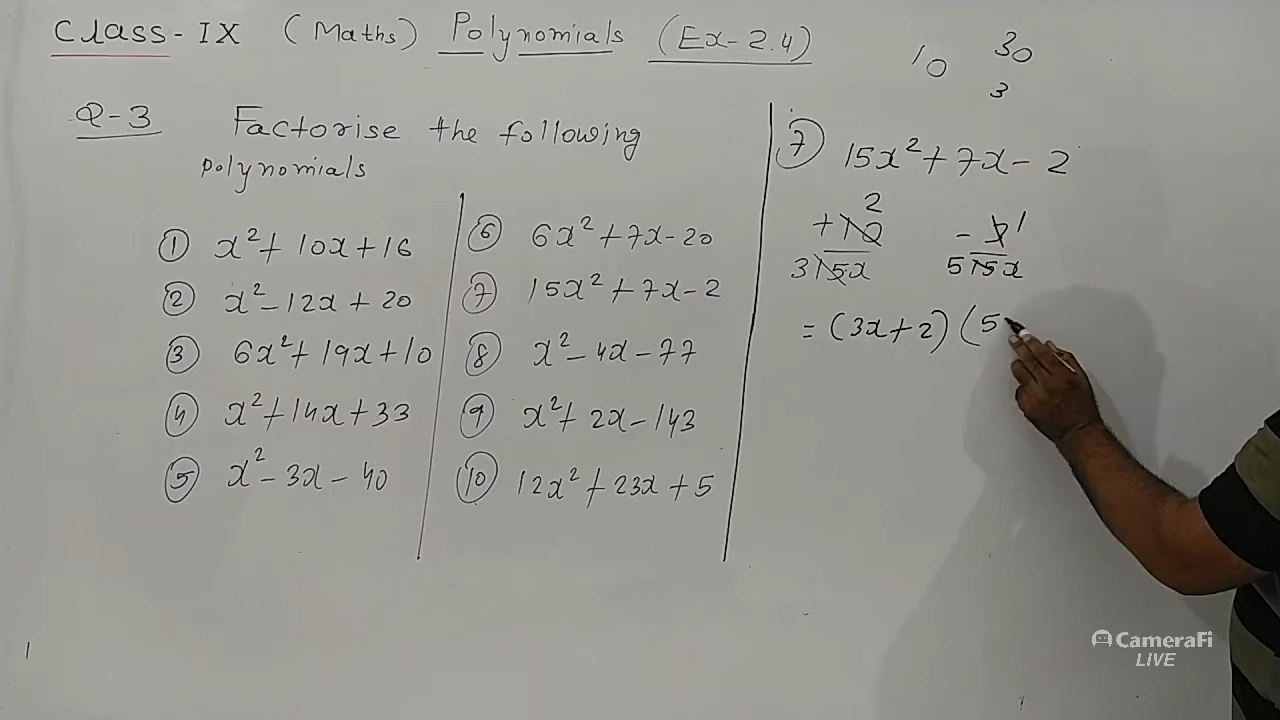 Class-IX (Maths) Polynomials (Ex-2.4)
10 30
3
Q-3 Factorise the following
polynomials
① x²+10x+16
② x²-12x+20
③ 6x²+19x+10
④ x²+14x+33
⑤ x²-3x-40
⑥ 6x²+7x-20
⑦ 15x²+7x-2
⑧ x²-4x-77
⑨ x²+2x-143
⑩ 12x²+23x+5
⑦ 15x²+7x-2
2
+10 -3 1
3 15x 5 15x
= (3x+2)(5
CameraFi
LIVE